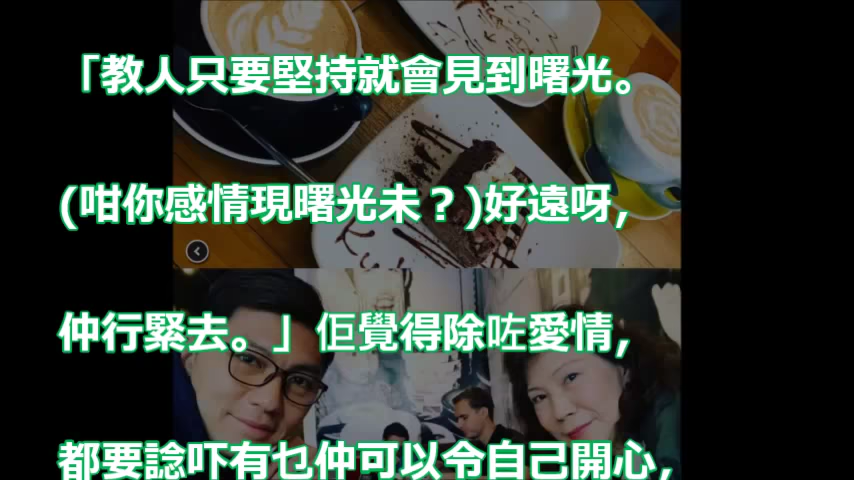 「教人只要堅持就會見到曙光。
(咁你感情現曙光未？)好遠呀，
仲行緊去。」佢覺得除咗愛情，
都要諗吓有乜仲可以令自己開心，